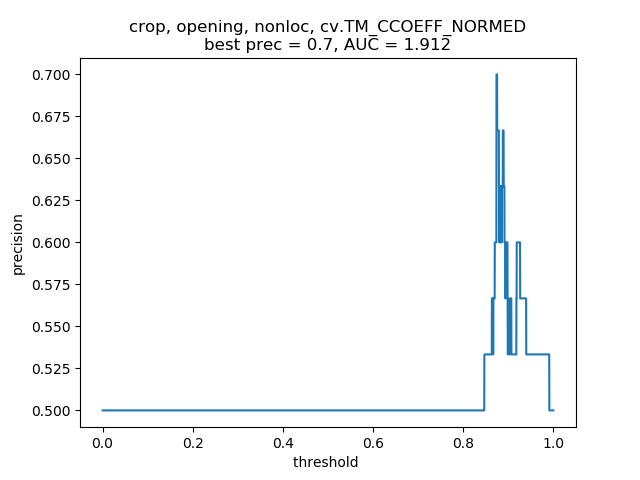 crop, opening, nonloc, cv.TM_CCOEFF_NORMED
best prec = 0.7, AUC = 1.912
0.700
0.675
0.650
0.625
0.600
0.575
0.550
0.525
0.500
precision
0.0 0.2 0.4 0.6 0.8 1.0
threshold